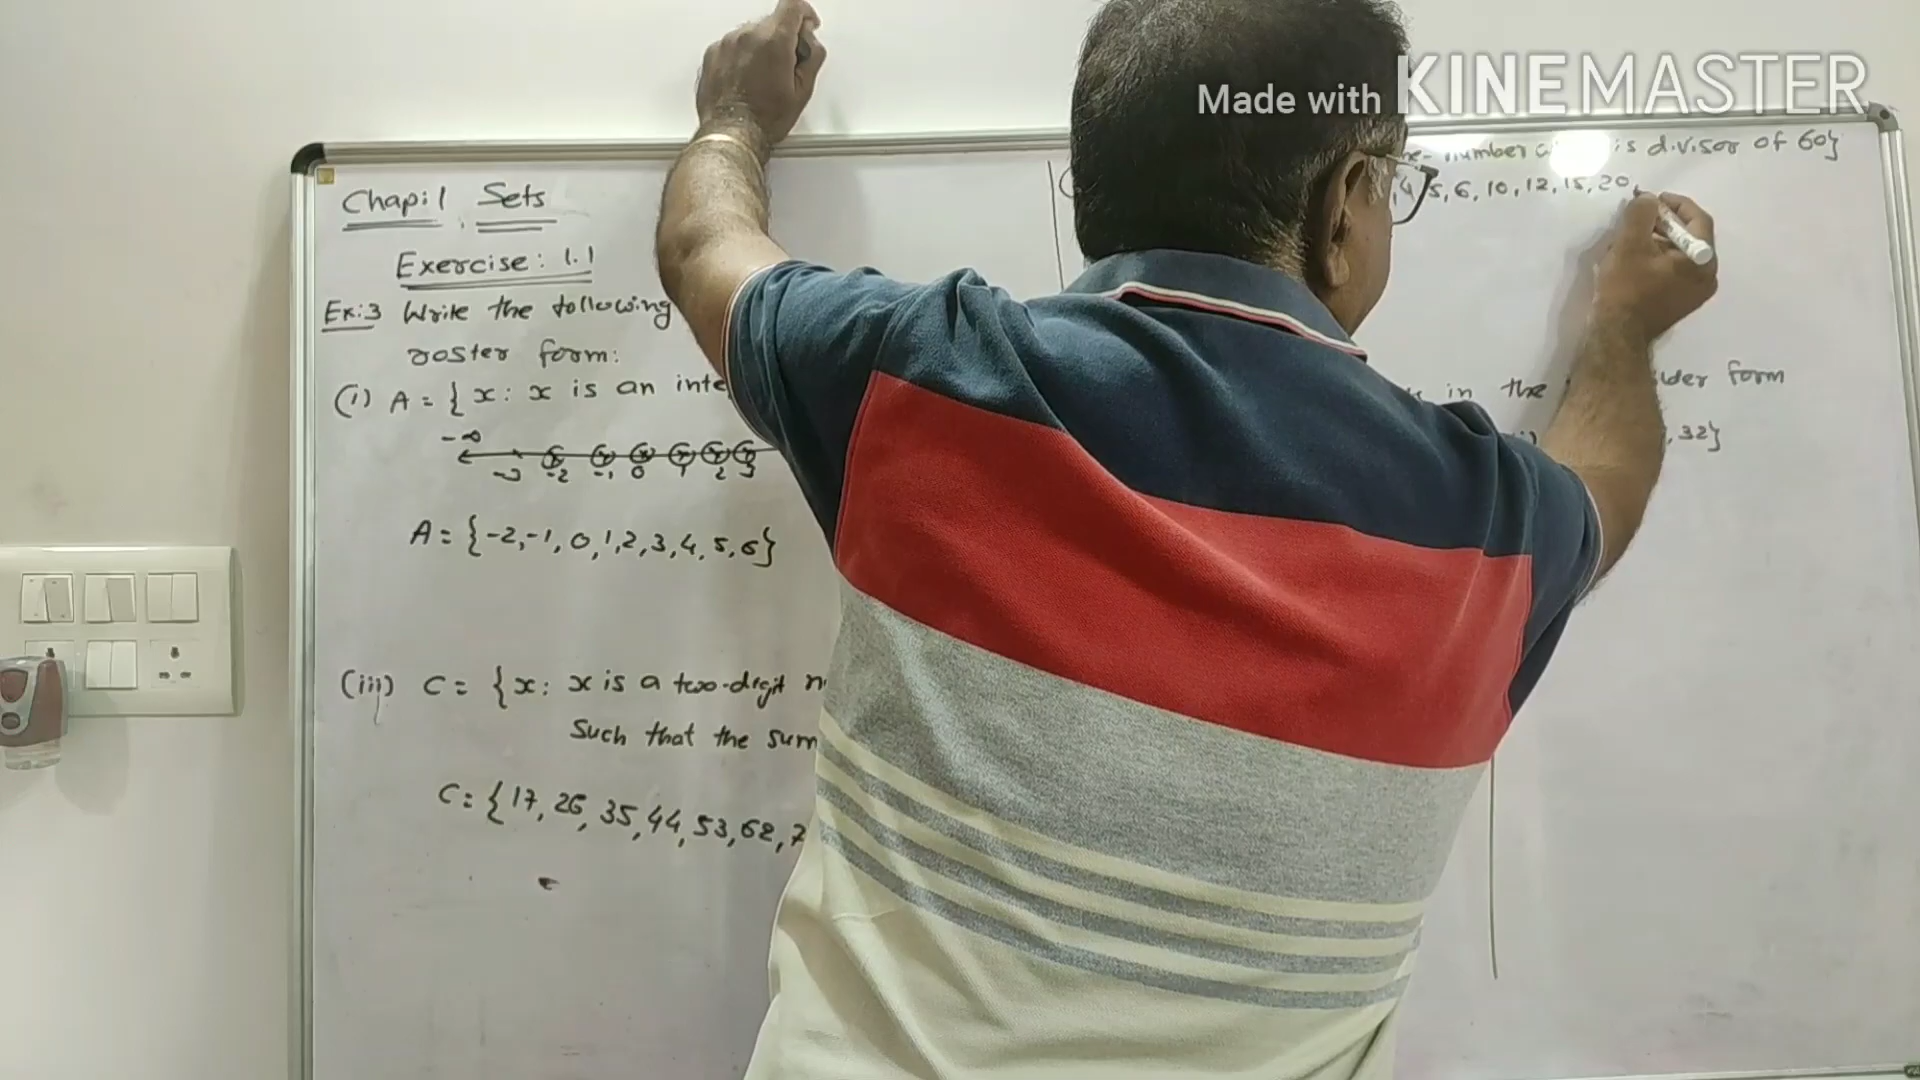 Made with KINEMASTER
Chap:1 Sets
Exercise: 1.1
Ex:3 Write the following
roster form:
(i) A = { x: x is an inte
-∞
-3 -2 -1 0 1 2 3
A = {-2,-1, 0,1,2,3,4,5,6}
(iii) C = {x: x is a two-digit n
Such that the sum
C = {17, 26, 35, 44, 53, 62, 7
number is divisor of 60}
, 4, 5, 6, 10, 12, 15, 20,
in the lder form
, 32}